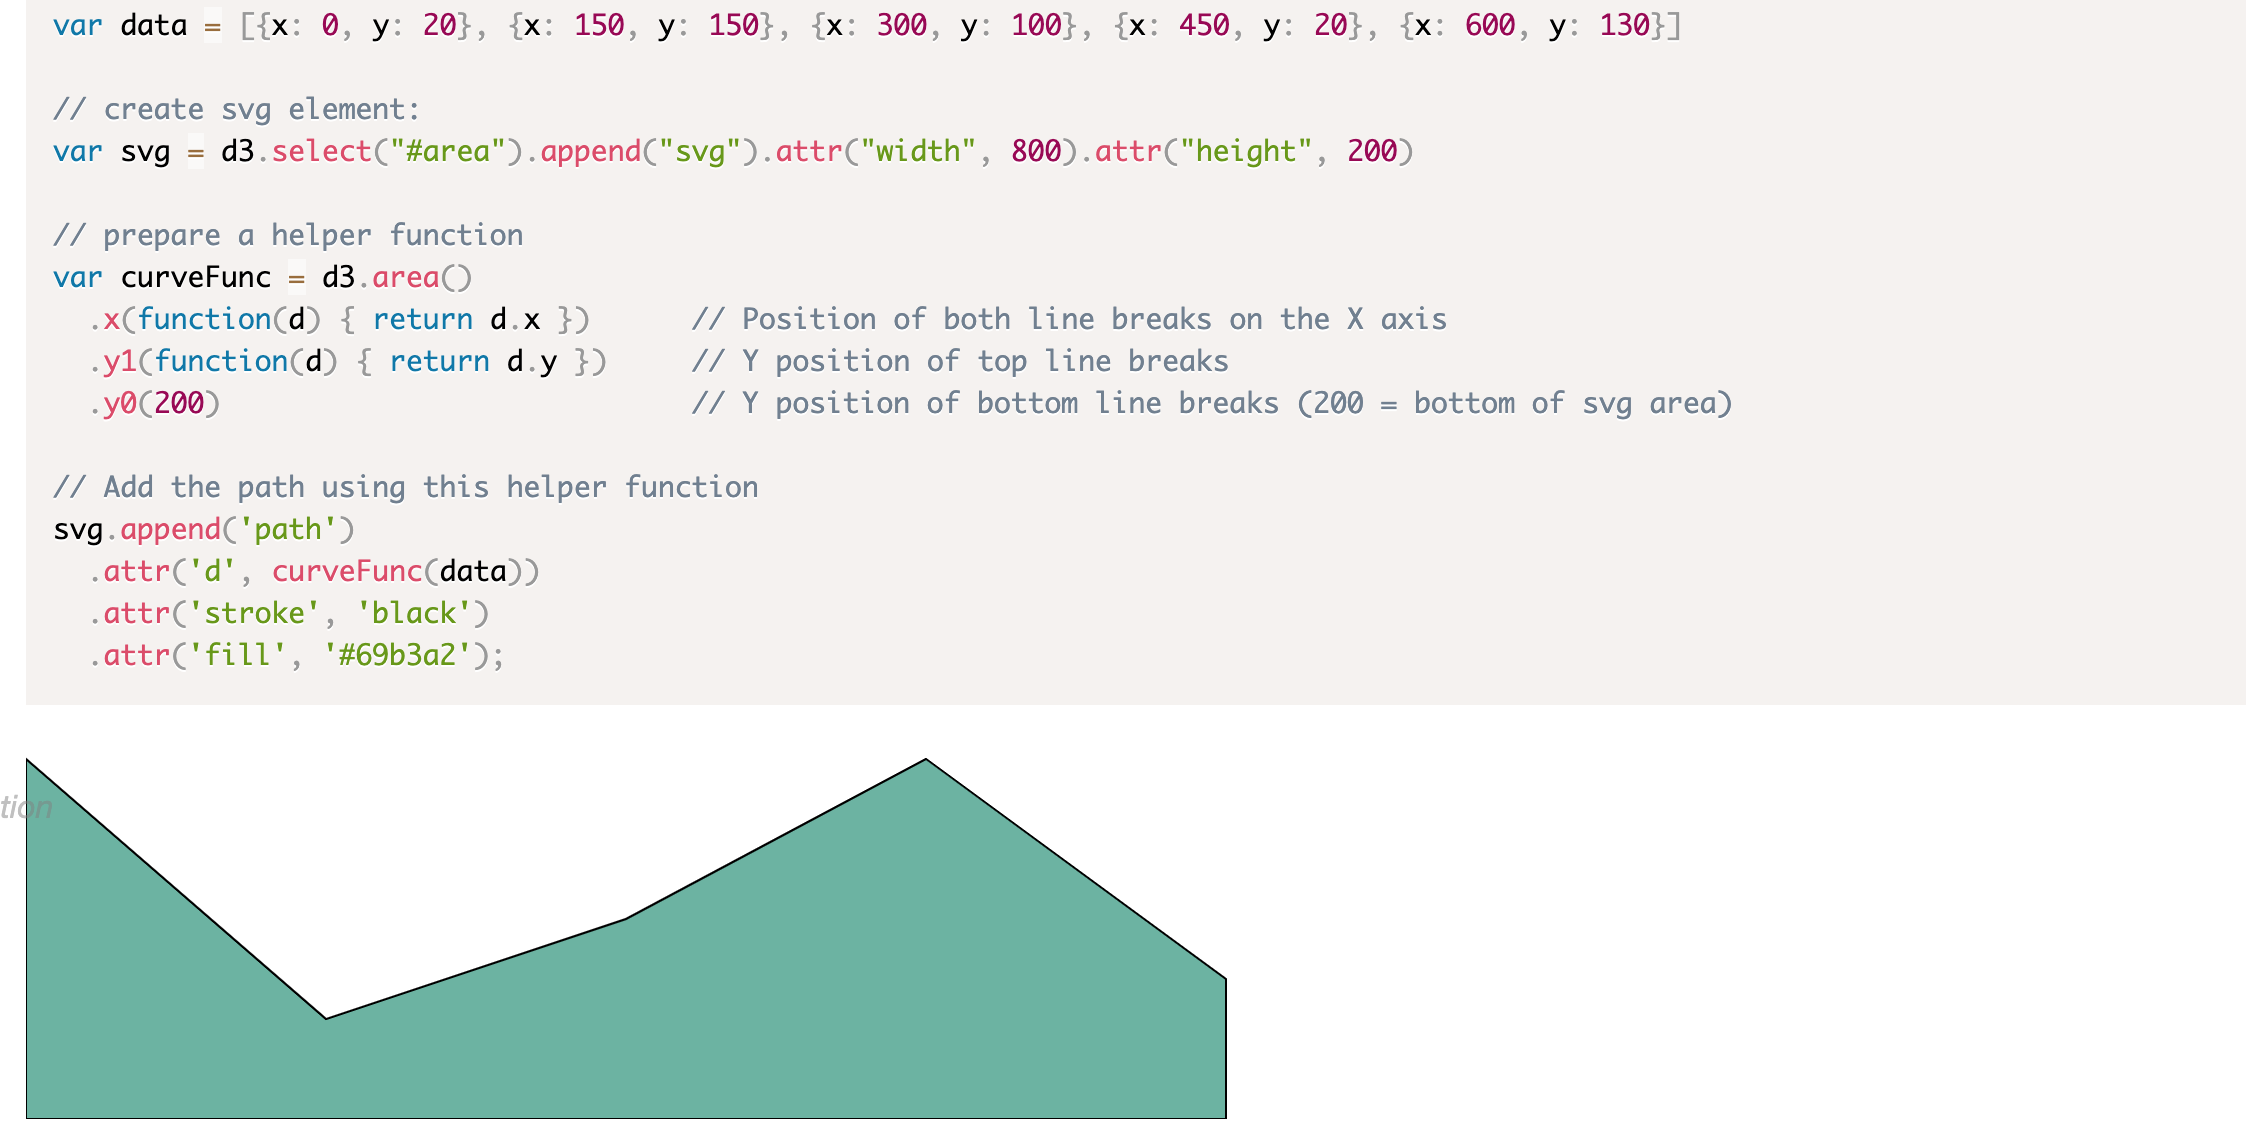 var data = [{x: 0, y: 20}, {x: 150, y: 150}, {x: 300, y: 100}, {x: 450, y: 20}, {x: 600, y: 130}]
// create svg element:
var svg = d3.select("#area").append("svg").attr("width", 800).attr("height", 200)
// prepare a helper function
var curveFunc = d3.area()
  .x(function(d) { return d.x })      // Position of both line breaks on the X axis
  .y1(function(d) { return d.y })     // Y position of top line breaks
  .y0(200)                            // Y position of bottom line breaks (200 = bottom of svg area)
// Add the path using this helper function
svg.append('path')
  .attr('d', curveFunc(data))
  .attr('stroke', 'black')
  .attr('fill', '#69b3a2');
tion